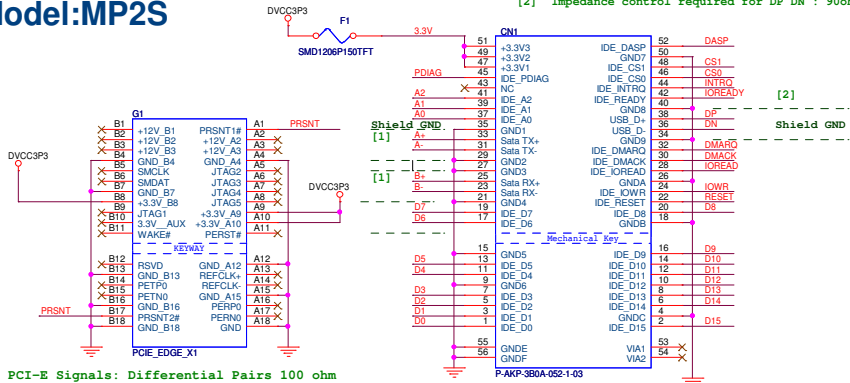 Model:MP2S
[2] Impedance control required for DP DN : 90oh
DVCC3P3
F1
SMD1206P150TFT
3.3V
CN1
51 +3.3V3 IDE_DASP 52 DASP
49 +3.3V2 GND7 50
47 +3.3V1 IDE_CS1 48 CS1
PDIAG 45 IDE_PDIAG IDE_CS0 46 CS0
43 NC IDE_INTRQ 44 INTRQ
A2 41 IDE_A2 IDE_READY 42 IOREADY
[2]
A1 39 IDE_A1 GND8 40
A0 37 IDE_A0 USB_D+ 38 DP
Shield GND 35 GND1 USB_D- 36 DN Shield GND
[1] A+ 33 Sata TX+ GND9 34
A- 31 Sata TX- IDE_DMARQ 32 DMARQ
29 GND2 IDE_DMACK 30 DMACK
27 GND3 IDE_IOREAD 28 IOREAD
[1] B+ 25 Sata RX+ GNDA 26
B- 23 Sata RX- IDE_IOWR 24 IOWR
21 GND4 IDE_RESET 22 RESET
D7 19 IDE_D7 IDE_D8 20 D8
D6 17 IDE_D6 GNDB 18
Mechanical Key
15 GND5 IDE_D9 16 D9
D5 13 IDE_D5 IDE_D10 14 D10
D4 11 IDE_D4 IDE_D11 12 D11
9 GND6 IDE_D12 10 D12
D3 7 IDE_D3 IDE_D13 8 D13
D2 5 IDE_D2 IDE_D14 6 D14
D1 3 IDE_D1 GNDC 4
D0 1 IDE_D0 IDE_D15 2 D15
55 GNDE VIA1 53
56 GNDF VIA2 54
P-AKP-3B0A-052-1-03
G1
B1 +12V_B1 PRSNT1# A1 PRSNT
B2 +12V_B2 +12V_A2 A2
B3 +12V_B3 +12V_A3 A3
B4 GND_B4 GND_A4 A4
DVCC3P3
B5 SMCLK JTAG2 A5
B6 SMDAT JTAG3 A6
B7 GND_B7 JTAG4 A7
DVCC3P3
B8 +3.3V_B8 JTAG5 A8
B9 JTAG1 +3.3V_A9 A9
B10 3.3V__AUX +3.3V_A10 A10
B11 WAKE# PERST# A11
KEYWAY
B12 RSVD GND_A12 A12
B13 GND_B13 REFCLK+ A13
B14 PETP0 REFCLK- A14
B15 PETN0 GND_A15 A15
B16 GND_B16 PERP0 A16
PRSNT B17 PRSNT2# PERN0 A17
B18 GND_B18 GND A18
PCIE_EDGE_X1
PCI-E Signals: Differential Pairs 100 ohm